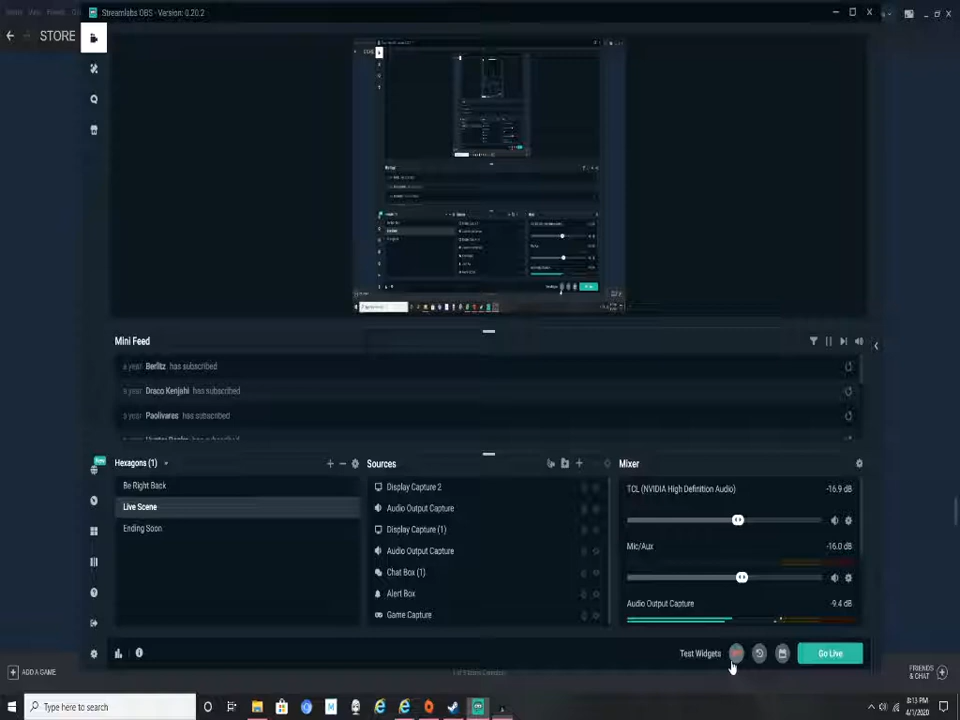 Streamlabs OBS - Version: 0.20.2
STORE
Mini Feed
a year Berlitz has subscribed
a year Draco Kenjahi has subscribed
a year Paolivares has subscribed
Hexagons (1)
Sources
Mixer
Be Right Back
Live Scene
Ending Soon
Display Capture 2
Audio Output Capture
Display Capture (1)
Audio Output Capture
Chat Box (1)
Alert Box
Game Capture
TCL (NVIDIA High Definition Audio) -16.9 dB
Mic/Aux -16.0 dB
Audio Output Capture -9.4 dB
Test Widgets
Go Live
ADD A GAME
FRIENDS
& CHAT
Type here to search
8:13 PM
4/1/2020